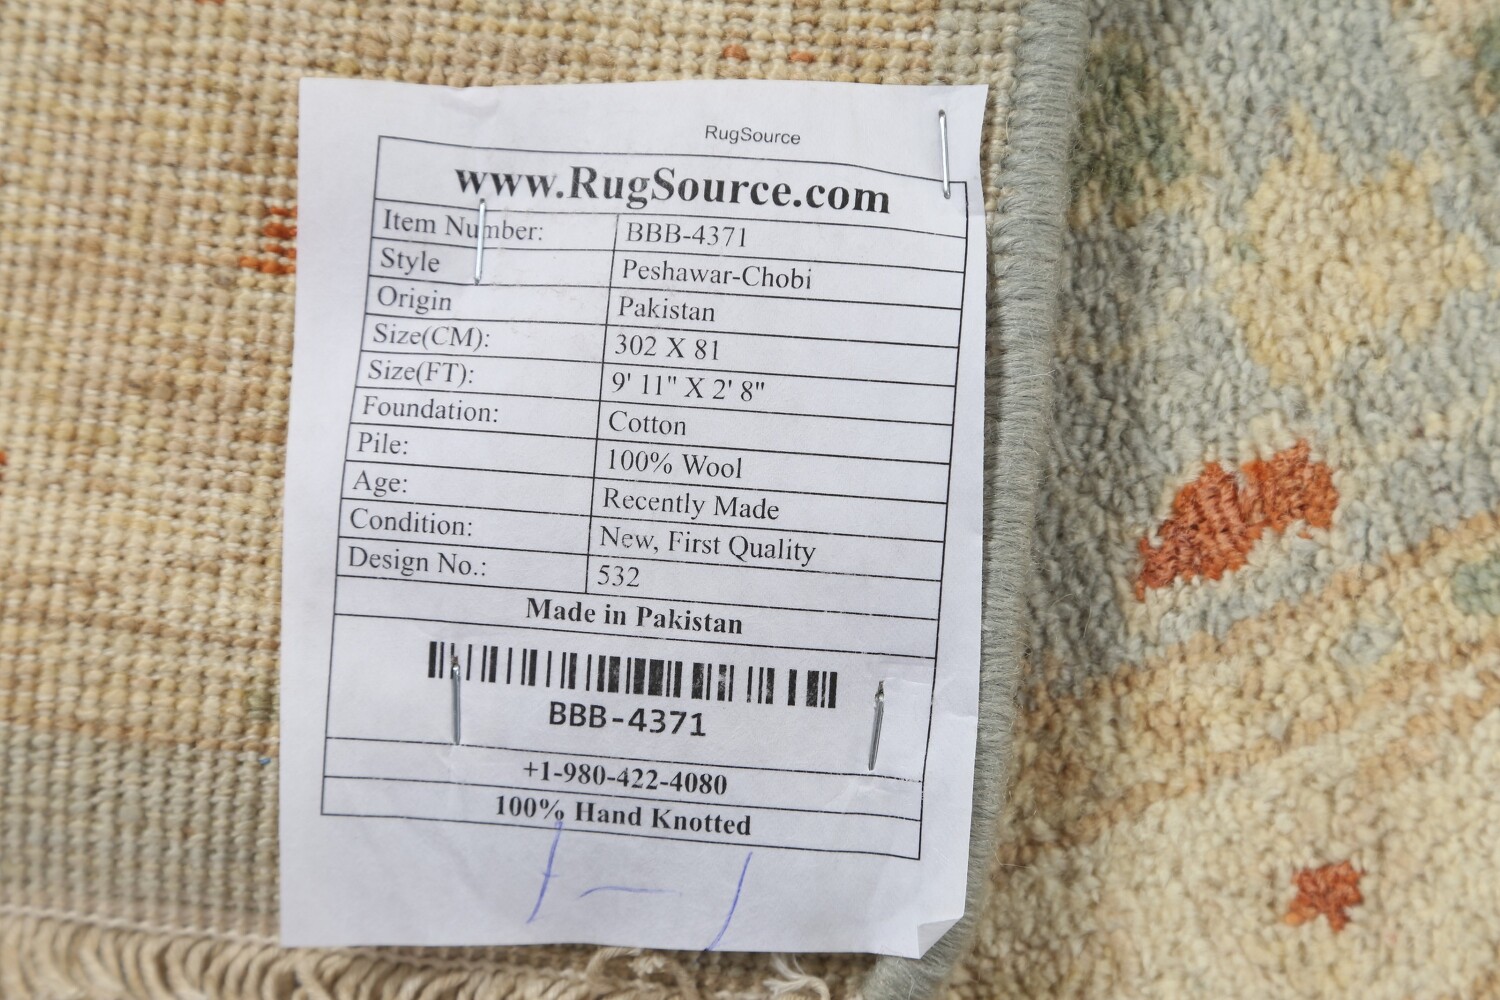 RugSource
www.RugSource.com
Item Number: BBB-4371
Style Peshawar-Chobi
Origin Pakistan
Size(CM): 302 X 81
Size(FT): 9' 11" X 2' 8"
Foundation: Cotton
Pile: 100% Wool
Age: Recently Made
Condition: New, First Quality
Design No.: 532
Made in Pakistan
BBB-4371
+1-980-422-4080
100% Hand Knotted
1-1